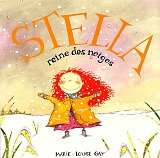 STELLA
reine des neiges
MARIE-LOUISE GAY